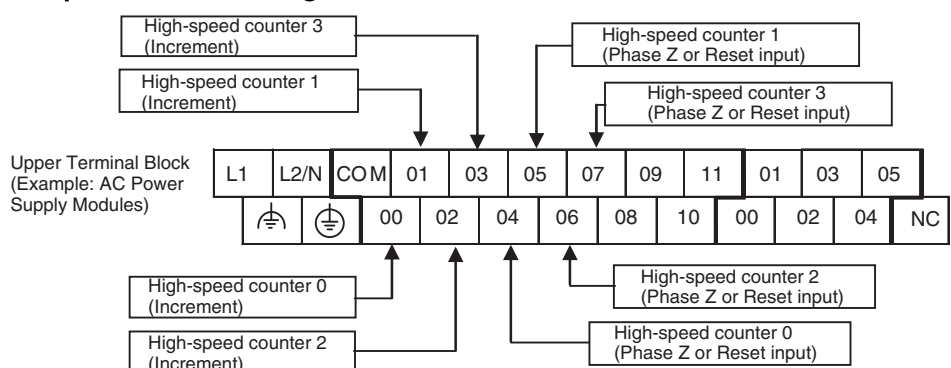 High-speed counter 3
(Increment)
High-speed counter 1
(Phase Z or Reset input)
High-speed counter 1
(Increment)
High-speed counter 3
(Phase Z or Reset input)
Upper Terminal Block
(Example: AC Power
Supply Modules)
L1 L2/N COM 01 03 05 07 09 11 01 03 05
00 02 04 06 08 10 00 02 04 NC
High-speed counter 0
(Increment)
High-speed counter 2
(Phase Z or Reset input)
High-speed counter 2
(Increment)
High-speed counter 0
(Phase Z or Reset input)